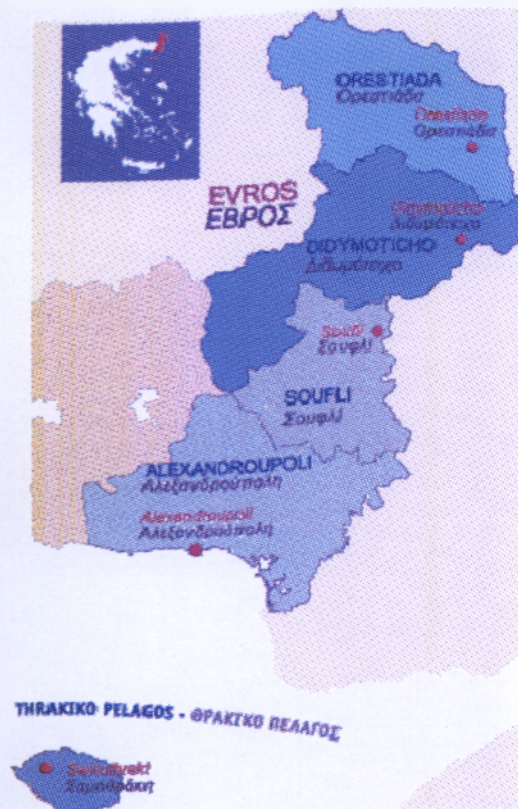 ORESTIADA
Ορεστιάδα
Orestiada
Ορεστιάδα
EVROS
ΕΒΡΟΣ
Didymoticho
Διδυμότειχο
DIDYMOTICHO
Διδυμότειχο
Soufli
Σουφλί
SOUFLI
Σουφλί
ALEXANDROUPOLI
Αλεξανδρούπολη
Alexandroupoli
Αλεξανδρούπολη
THRAKIKO PELAGOS - ΘΡΑΚΙΚΟ ΠΕΛΑΓΟΣ
Samothraki
Σαμοθράκη